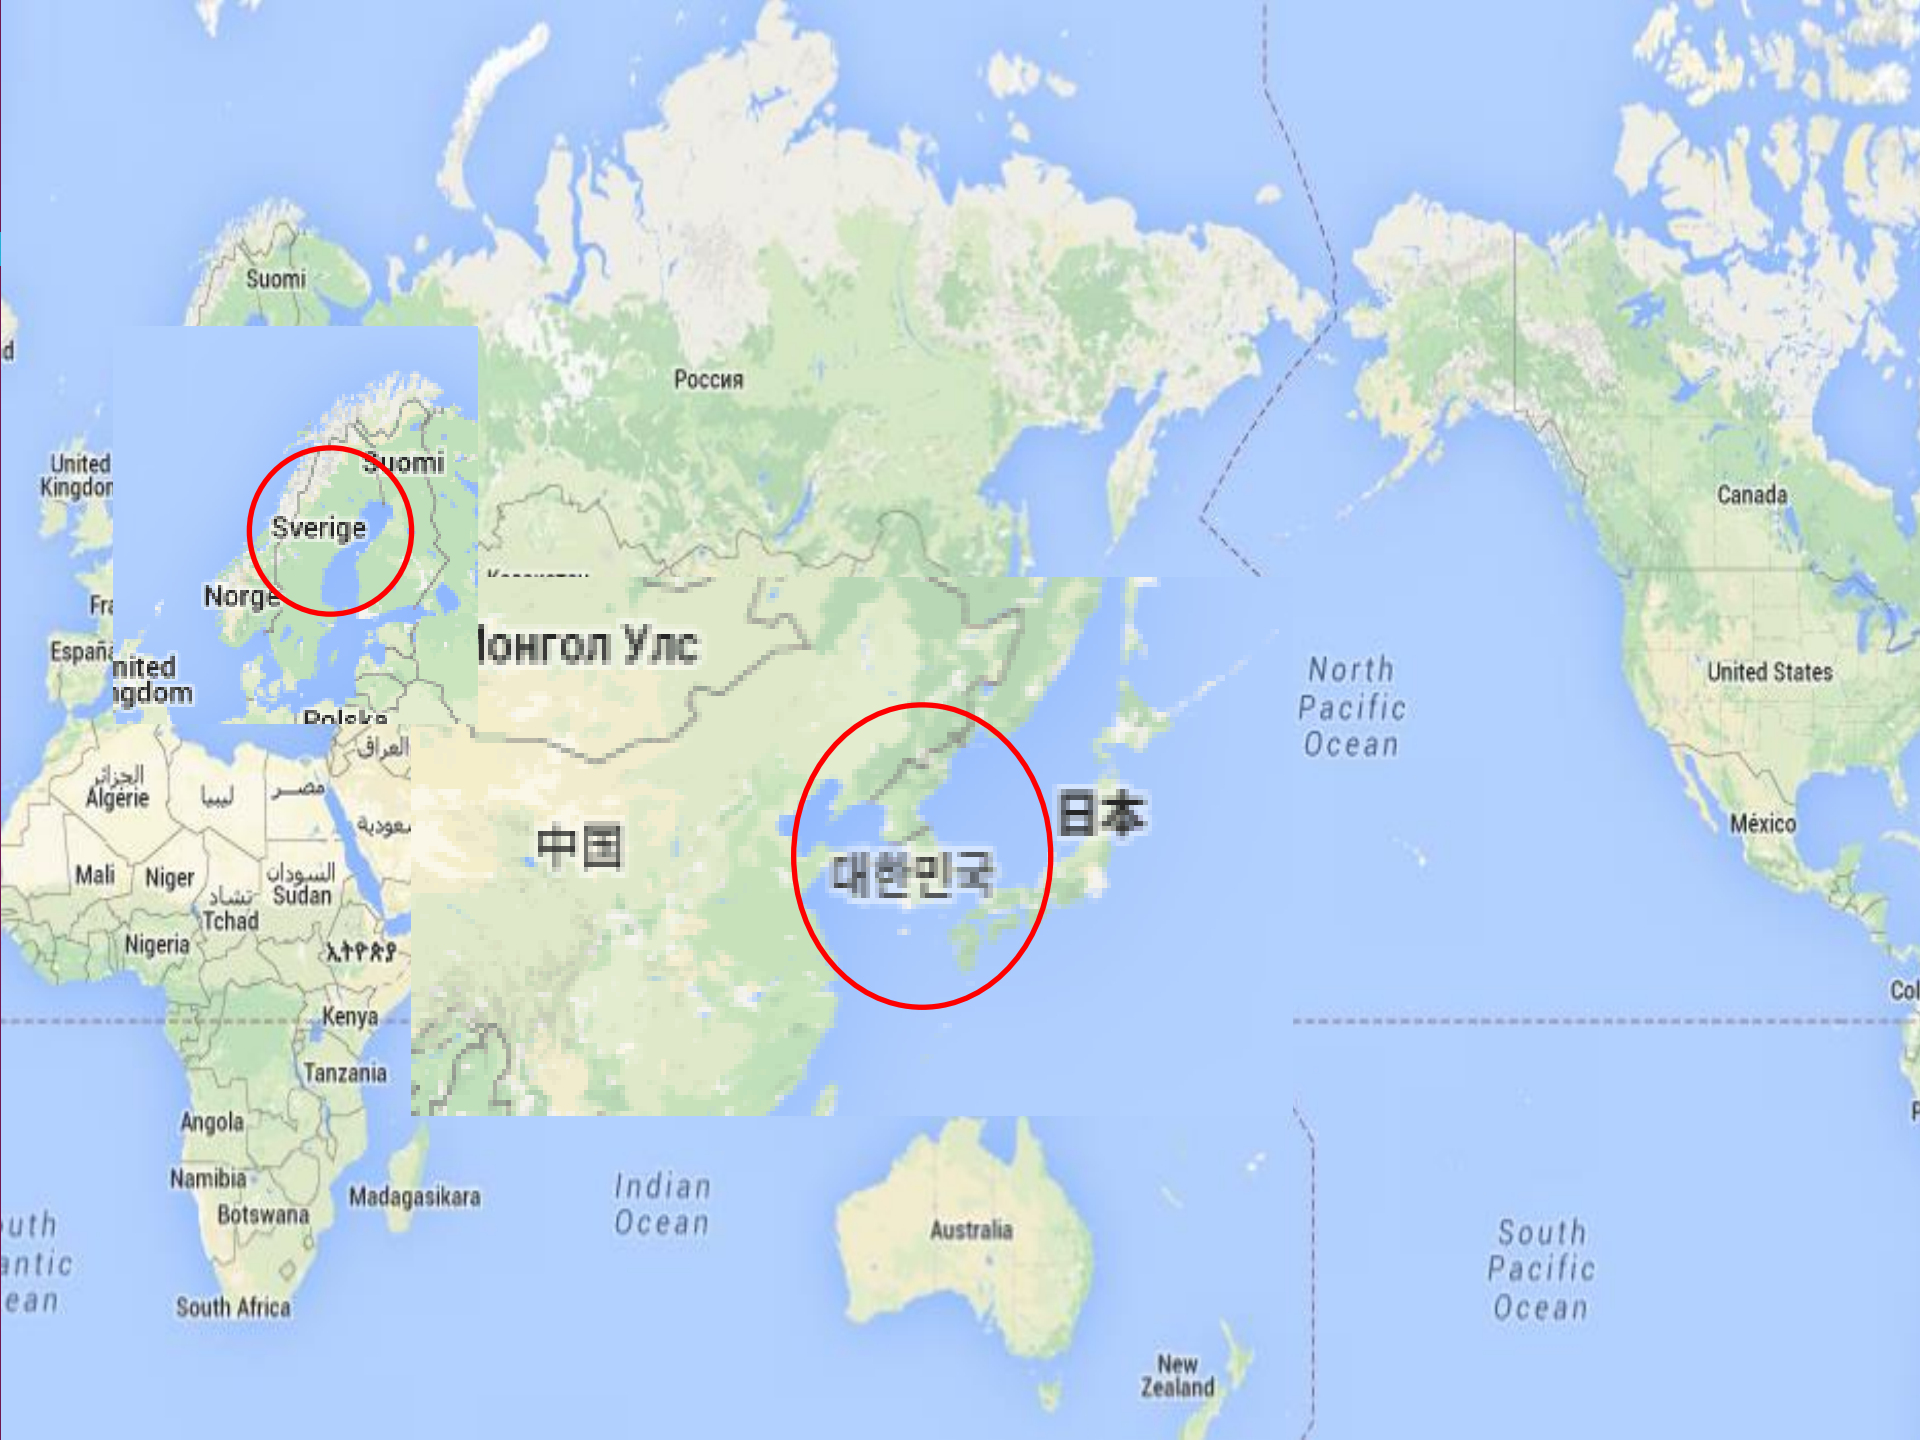 Suomi
d
Россия
United
Kingdom
Suomi
Sverige
Canada
Norge
Fra
España
nited
ngdom
Polska
Монгол Улс
North
Pacific
Ocean
United States
العراق
الجزائر
Algérie
ليبيا
مصر
سعودية
中国
日本
대한민국
México
Mali
Niger
تشاد
Tchad
السودان
Sudan
Nigeria
ኢትዮጵያ
Kenya
Col
Tanzania
Angola
Namibia
Botswana
Madagasikara
South Africa
Indian
Ocean
Australia
uth
antic
ean
South
Pacific
Ocean
New
Zealand